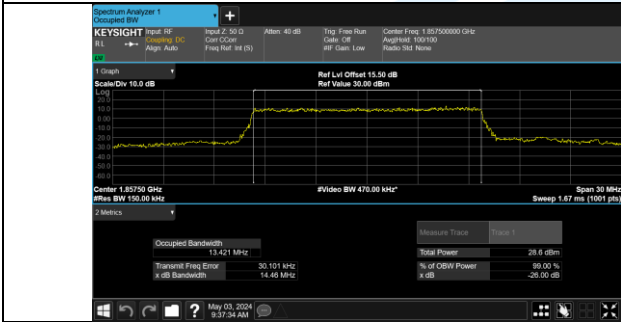 Spectrum Analyzer 1
Occupied BW
KEYSIGHT Input: RF Input Z: 50 Ω Atten: 40 dB Trig: Free Run Center Freq: 1.857500000 GHz
R L Coupling: DC Corr CCorr Gate: Off Avg|Hold: 100/100
Align: Auto Freq Ref: Int (S) #IF Gain: Low Radio Std: None
1 Graph
Ref Lvl Offset 15.50 dB
Scale/Div 10.0 dB Ref Value 30.00 dBm
Log
20.0
10.0
0.00
-10.0
-20.0
-30.0
-40.0
-50.0
-60.0
Center 1.85750 GHz #Video BW 470.00 kHz* Span 30 MHz
#Res BW 150.00 kHz Sweep 1.67 ms (1001 pts)
2 Metrics
Measure Trace Trace 1
Occupied Bandwidth
13.421 MHz Total Power 28.6 dBm
Transmit Freq Error 30.101 kHz % of OBW Power 99.00 %
x dB Bandwidth 14.46 MHz x dB -26.00 dB
? May 03, 2024
9:37:34 AM